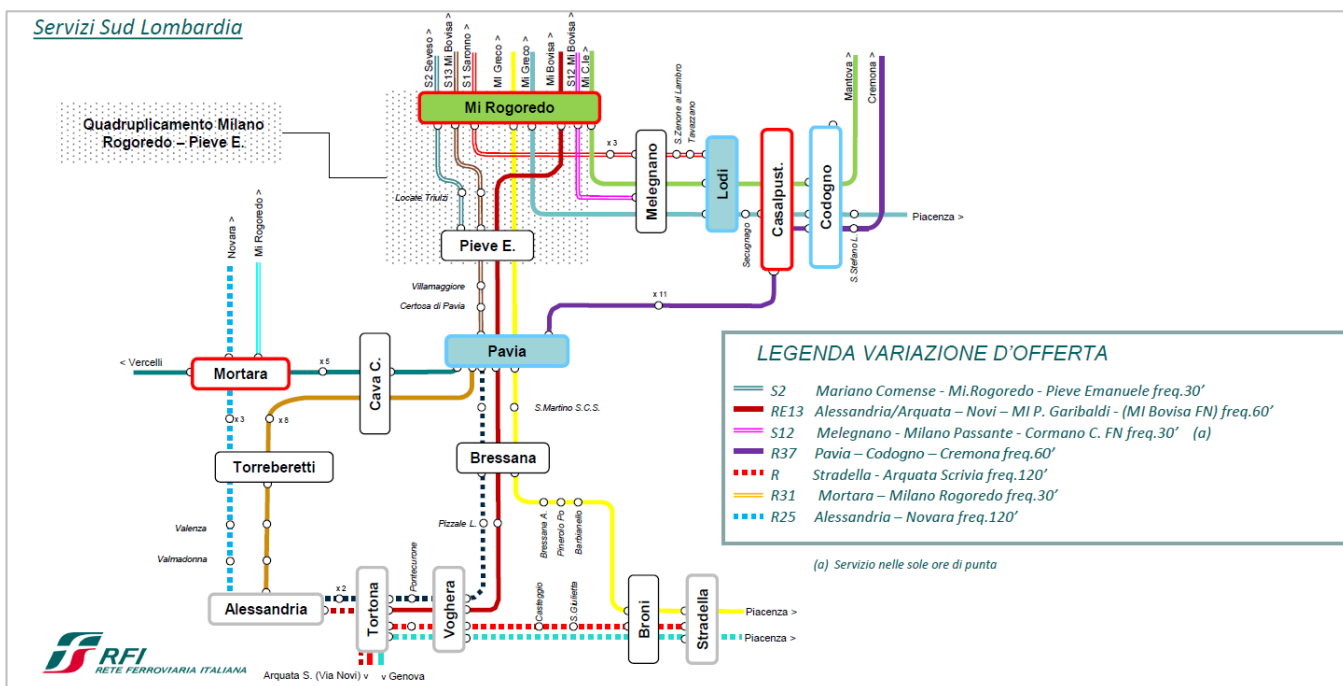 Servizi Sud Lombardia
S2 Seveso >
S13 Mi Bovisa >
S1 Saronno >
MI Greco >
Mi Greco >
Mi Bovisa >
S12 Mi Bovisa >
Mi C.le >
Mantova >
Cremona >
Mi Rogoredo
Quadruplicamento Milano
Rogoredo – Pieve E.
x 3
S.Zenone al Lambro
Tavazzano
Melegnano
Lodi
Casalpust.
Codogno
Locate Triulzi
Secugnago
S.Stefano L.
Piacenza >
Pieve E.
Novara >
Mi Rogoredo >
Villamaggiore
Certosa di Pavia
x 11
< Vercelli
Mortara
x 5
Cava C.
Pavia
x 3
x 6
S.Martino S.C.S.
Torreberetti
Bressana
Valenza
Valmadonna
Pizzale L.
Bressana A.
Pinerolo Po
Barbianello
Alessandria
x 2
Tortona
Pontecurone
Voghera
Casteggio
S.Giulietta
Broni
Stradella
Piacenza >
Piacenza >
Arquata S. (Via Novi) v
v Genova
LEGENDA VARIAZIONE D'OFFERTA
S2 Mariano Comense - Mi.Rogoredo - Pieve Emanuele freq.30'
RE13 Alessandria/Arquata – Novi – MI P. Garibaldi - (MI Bovisa FN) freq.60'
S12 Melegnano - Milano Passante - Cormano C. FN freq.30' (a)
R37 Pavia – Codogno – Cremona freq.60'
R Stradella - Arquata Scrivia freq.120'
R31 Mortara – Milano Rogoredo freq.30'
R25 Alessandria – Novara freq.120'
(a) Servizio nelle sole ore di punta
RFI
RETE FERROVIARIA ITALIANA